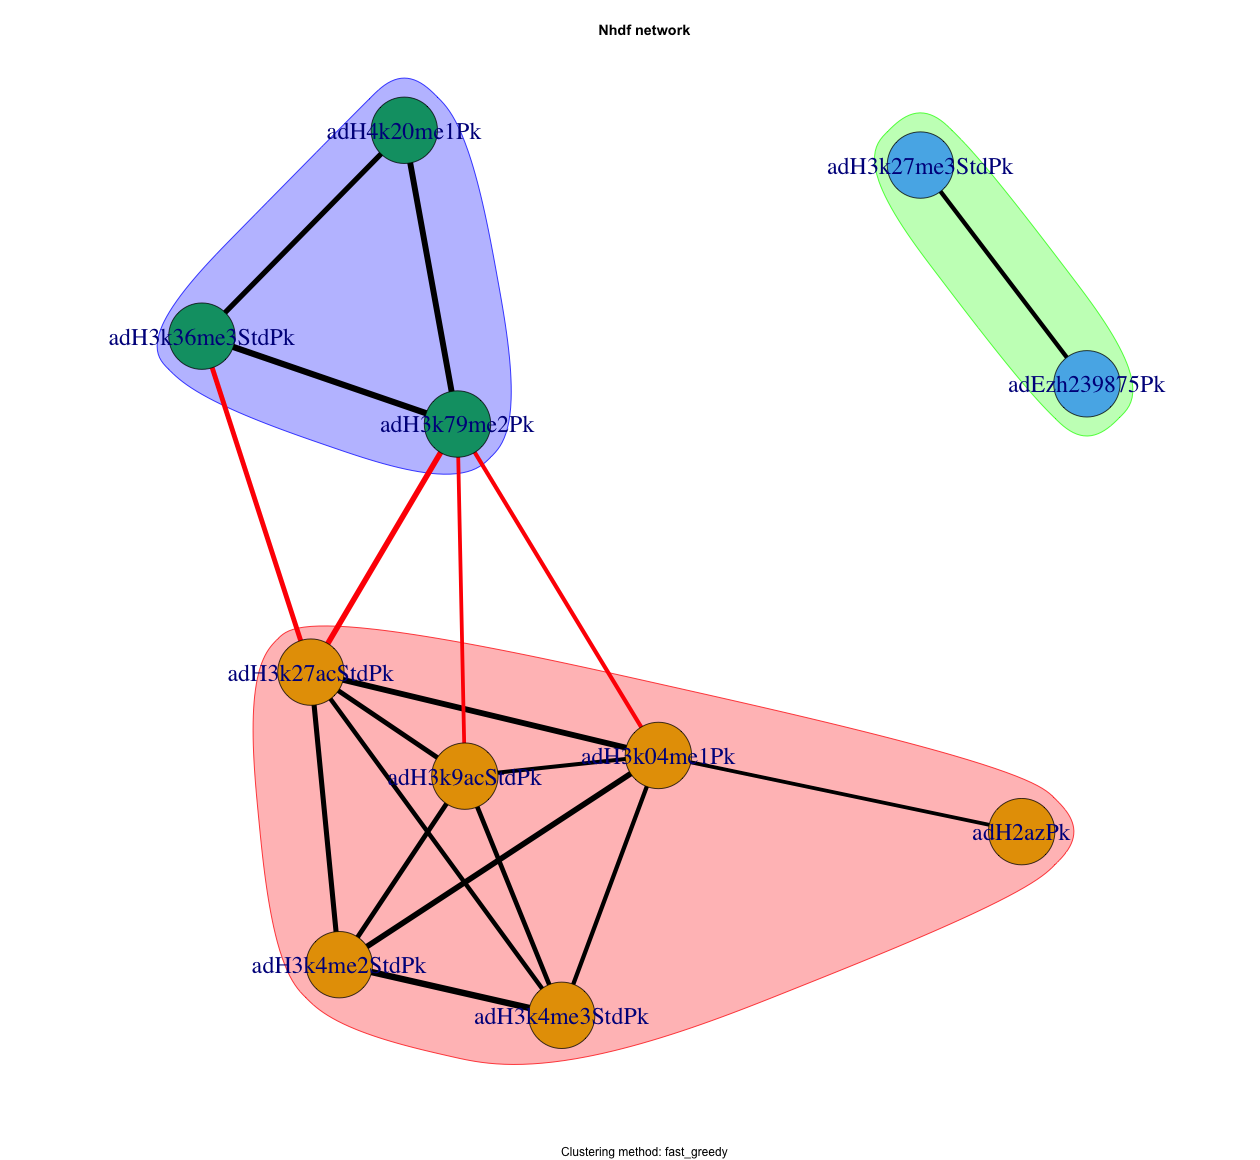 Nhdf network
adH4k20me1Pk
adH3k27me3StdPk
adH3k36me3StdPk
adEzh239875Pk
adH3k79me2Pk
adH3k27acStdPk
adH3k04me1Pk
adH3k9acStdPk
adH2azPk
adH3k4me2StdPk
adH3k4me3StdPk
Clustering method: fast_greedy